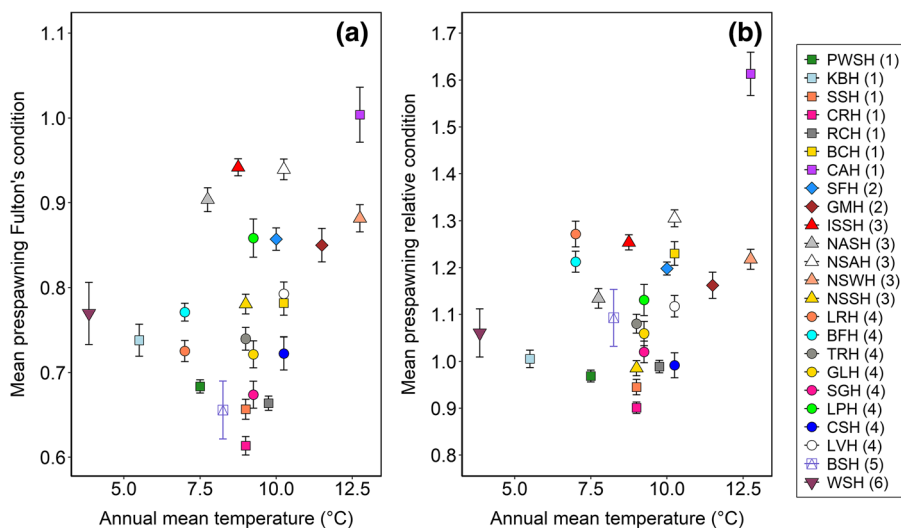 (a)
Mean prespawning Fulton's condition
1.1
1.0
0.9
0.8
0.7
0.6
5.0 7.5 10.0 12.5
Annual mean temperature (°C)
(b)
Mean prespawning relative condition
1.7
1.6
1.5
1.4
1.3
1.2
1.1
1.0
0.9
0.8
5.0 7.5 10.0 12.5
Annual mean temperature (°C)
PWSH (1)
KBH (1)
SSH (1)
CRH (1)
RCH (1)
BCH (1)
CAH (1)
SFH (2)
GMH (2)
ISSH (3)
NASH (3)
NSAH (3)
NSWH (3)
NSSH (3)
LRH (4)
BFH (4)
TRH (4)
GLH (4)
SGH (4)
LPH (4)
CSH (4)
LVH (4)
BSH (5)
WSH (6)